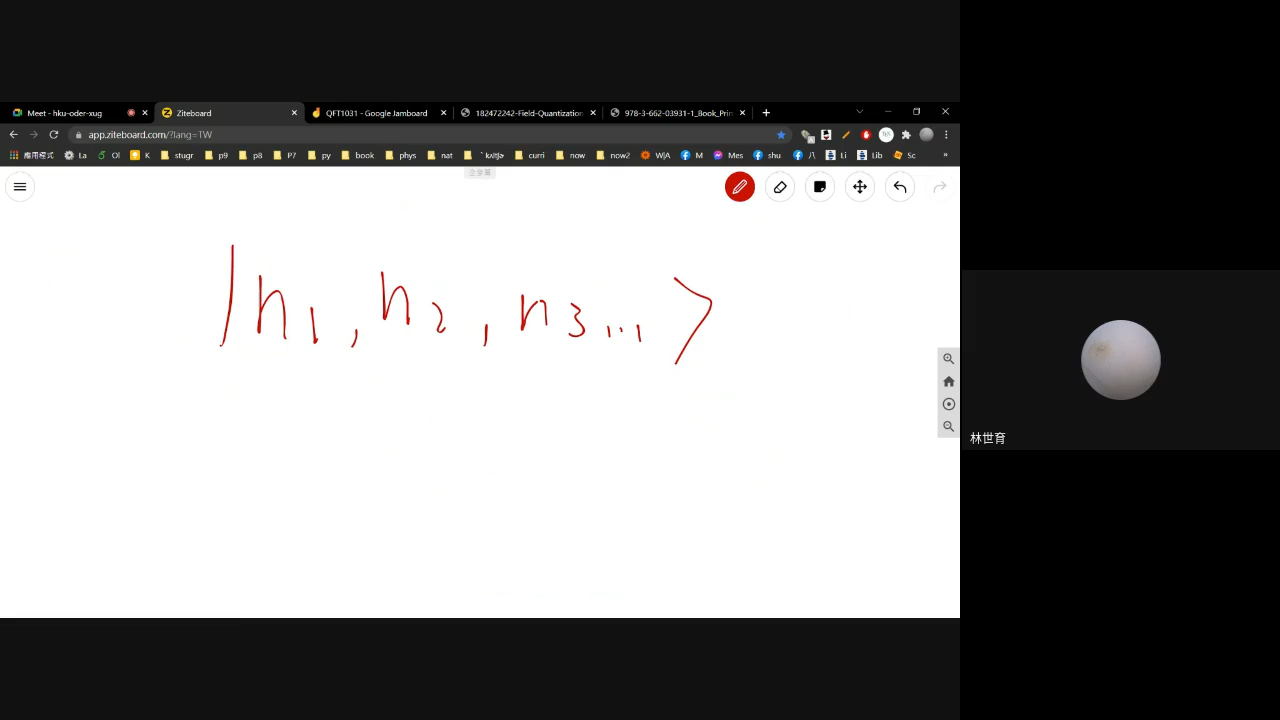 Meet - hku-oder-xug
Ziteboard
QFT1031 - Google Jamboard
182472242-Field-Quantization
978-3-662-03931-1_Book_Prin
app.ziteboard.com/?lang=TW
應用程式 La Ol K stugr p9 p8 P7 py book phys nat curri now now2 W|A M Mes shu 八 Li Lib Sc »
|n₁, n₂, n₃...⟩
林世育